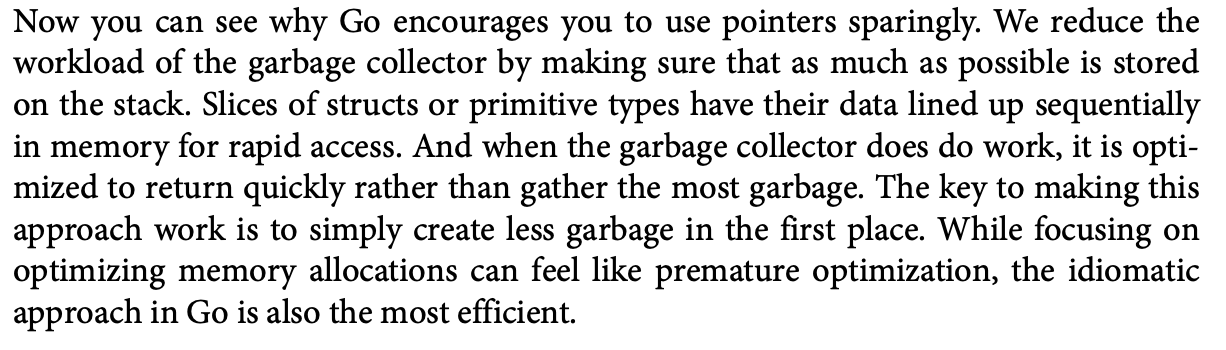 Now you can see why Go encourages you to use pointers sparingly. We reduce the
workload of the garbage collector by making sure that as much as possible is stored
on the stack. Slices of structs or primitive types have their data lined up sequentially
in memory for rapid access. And when the garbage collector does do work, it is opti-
mized to return quickly rather than gather the most garbage. The key to making this
approach work is to simply create less garbage in the first place. While focusing on
optimizing memory allocations can feel like premature optimization, the idiomatic
approach in Go is also the most efficient.